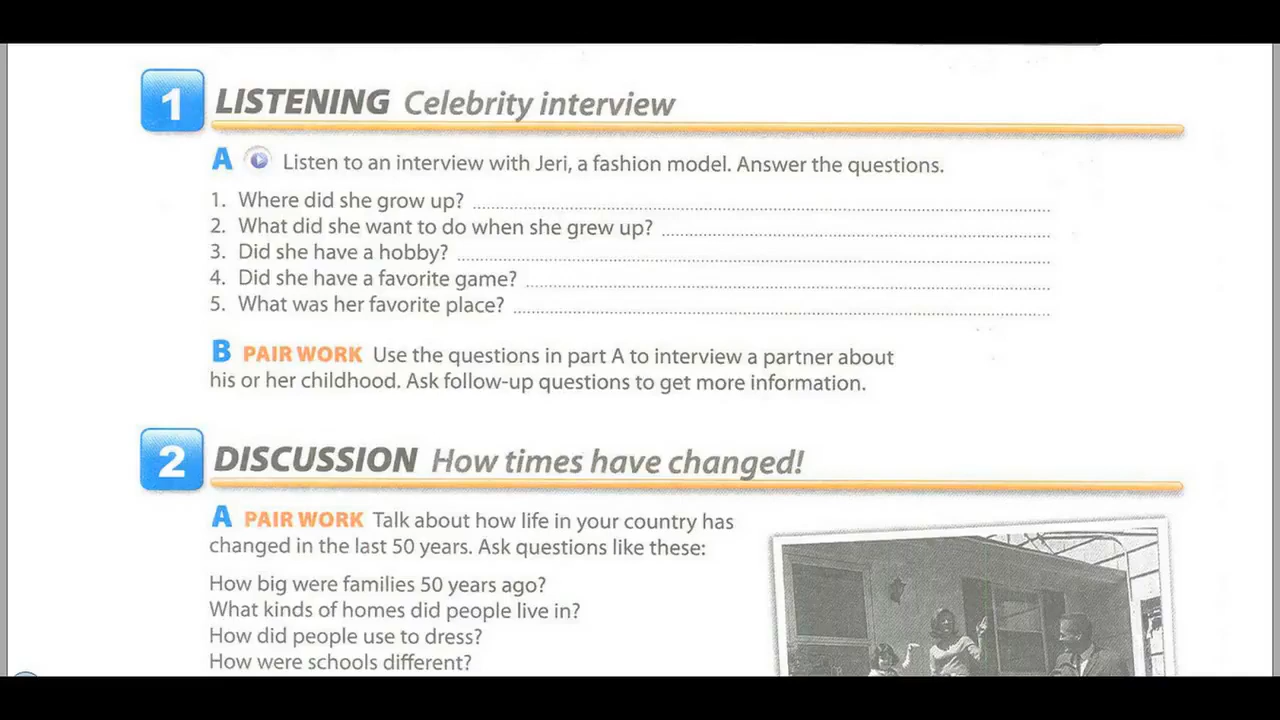 1 LISTENING Celebrity interview
A Listen to an interview with Jeri, a fashion model. Answer the questions.
1. Where did she grow up?
2. What did she want to do when she grew up?
3. Did she have a hobby?
4. Did she have a favorite game?
5. What was her favorite place?
B PAIR WORK Use the questions in part A to interview a partner about
his or her childhood. Ask follow-up questions to get more information.
2 DISCUSSION How times have changed!
A PAIR WORK Talk about how life in your country has
changed in the last 50 years. Ask questions like these:
How big were families 50 years ago?
What kinds of homes did people live in?
How did people use to dress?
How were schools different?